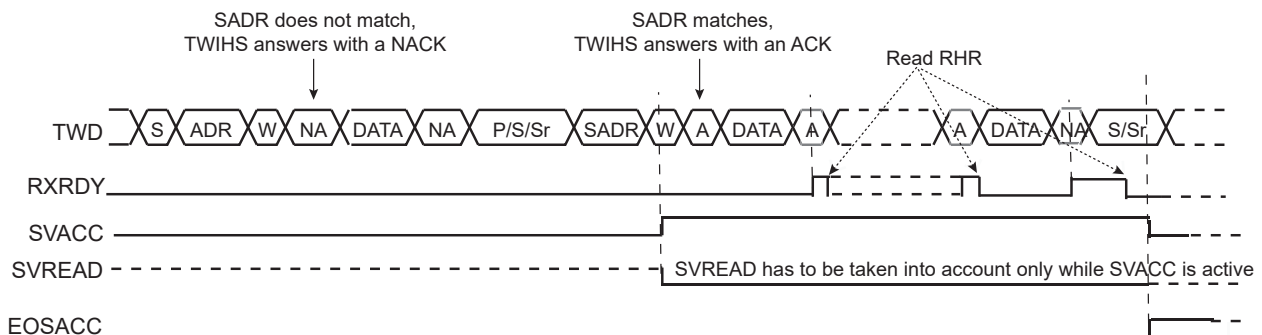 SADR does not match,
TWIHS answers with a NACK
SADR matches,
TWIHS answers with an ACK
Read RHR
TWD S ADR W NA DATA NA P/S/Sr SADR W A DATA A A DATA NA S/Sr
RXRDY
SVACC
SVREAD SVREAD has to be taken into account only while SVACC is active
EOSACC